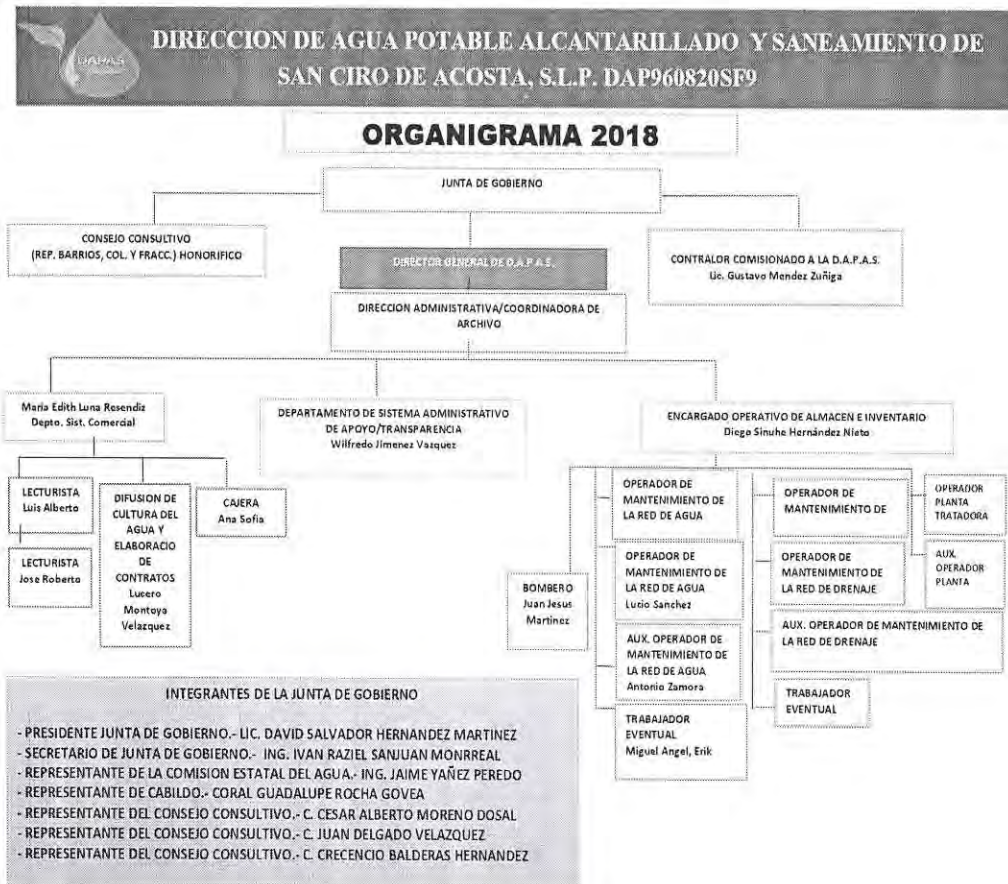 DAPAS
DIRECCION DE AGUA POTABLE ALCANTARILLADO Y SANEAMIENTO DE
SAN CIRO DE ACOSTA, S.L.P. DAP960820SF9
ORGANIGRAMA 2018
JUNTA DE GOBIERNO
CONSEJO CONSULTIVO
(REP. BARRIOS, COL. Y FRACC.) HONORIFICO
DIRECTOR GENERAL DE D.A.P.A.S.
CONTRALOR COMISIONADO A LA D.A.P.A.S.
Lic. Gustavo Mendez Zuñiga
DIRECCION ADMINISTRATIVA/COORDINADORA DE
ARCHIVO
Maria Edith Luna Resendiz
Depto. Sist. Comercial
DEPARTAMENTO DE SISTEMA ADMINISTRATIVO
DE APOYO/TRANSPARENCIA
Wilfredo Jimenez Vazquez
ENCARGADO OPERATIVO DE ALMACEN E INVENTARIO
Diego Sinuhe Hernández Nieto
LECTURISTA
Luis Alberto
LECTURISTA
Jose Roberto
DIFUSION DE
CULTURA DEL
AGUA Y
ELABORACIO
DE
CONTRATOS
Lucero
Montoya
Velazquez
CAJERA
Ana Sofia
BOMBERO
Juan Jesus
Martinez
OPERADOR DE
MANTENIMIENTO DE
LA RED DE AGUA
OPERADOR DE
MANTENIMIENTO DE
LA RED DE AGUA
Lucio Sanchez
AUX. OPERADOR DE
MANTENIMIENTO DE
LA RED DE AGUA
Antonio Zamora
TRABAJADOR
EVENTUAL
Miguel Angel, Erik
OPERADOR DE
MANTENIMIENTO DE
OPERADOR DE
MANTENIMIENTO DE
LA RED DE DRENAJE
AUX. OPERADOR DE MANTENIMIENTO DE
LA RED DE DRENAJE
TRABAJADOR
EVENTUAL
OPERADOR
PLANTA
TRATADORA
AUX.
OPERADOR
PLANTA
INTEGRANTES DE LA JUNTA DE GOBIERNO
- PRESIDENTE JUNTA DE GOBIERNO.- LIC. DAVID SALVADOR HERNANDEZ MARTINEZ
- SECRETARIO DE JUNTA DE GOBIERNO.- ING. IVAN RAZIEL SANJUAN MONRREAL
- REPRESENTANTE DE LA COMISION ESTATAL DEL AGUA.- ING. JAIME YAÑEZ PEREDO
- REPRESENTANTE DE CABILDO.- CORAL GUADALUPE ROCHA GOVEA
- REPRESENTANTE DEL CONSEJO CONSULTIVO.- C. CESAR ALBERTO MORENO DOSAL
- REPRESENTANTE DEL CONSEJO CONSULTIVO.- C. JUAN DELGADO VELAZQUEZ
- REPRESENTANTE DEL CONSEJO CONSULTIVO.- C. CRECENCIO BALDERAS HERNANDEZ